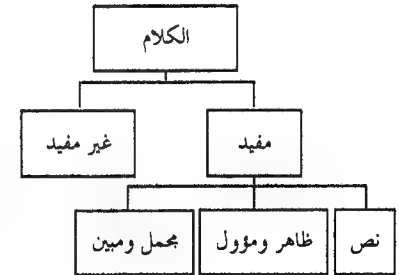 الكلام
مفيد
غير مفيد
نص
ظاهر ومؤول
مجمل ومبين